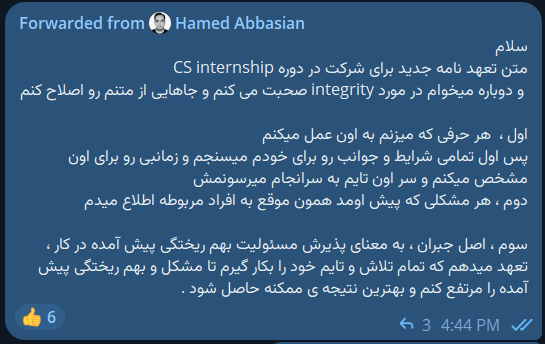 Forwarded from Hamed Abbasian
سلام
متن تعهد نامه جدید برای شرکت در دوره CS internship
و دوباره میخوام در مورد integrity صحبت می کنم و جاهایی از متنم رو اصلاح کنم
اول ، هر حرفی که میزنم به اون عمل میکنم
پس اول تمامی شرایط و جوانب رو برای خودم میسنجم و زمانیی رو برای اون
مشخص میکنم و سر اون تایم به سرانجام میرسونمش
دوم ، هر مشکلی که پیش اومد همون موقع به افراد مربوطه اطلاع میدم
سوم ، اصل جبران ، به معنای پذیرش مسئولیت بهم ریختگی پیش آمده در کار ،
تعهد میدهم که تمام تلاش و تایم خود را بکار گیرم تا مشکل و بهم ریختگی پیش
آمده را مرتفع کنم و بهترین نتیجه ی ممکنه حاصل شود .
👍 6
3 4:44 PM